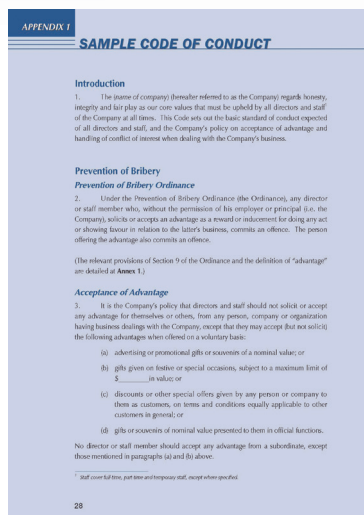 APPENDIX 1
SAMPLE CODE OF CONDUCT
Introduction
1. The (name of company) (hereafter referred to as the Company) regards honesty,
integrity and fair play as our core values that must be upheld by all directors and staff¹
of the Company at all times. This Code sets out the basic standard of conduct expected
of all directors and staff, and the Company's policy on acceptance of advantage and
handling of conflict of interest when dealing with the Company's business.
Prevention of Bribery
Prevention of Bribery Ordinance
2. Under the Prevention of Bribery Ordinance (the Ordinance), any director
or staff member who, without the permission of his employer or principal (i.e. the
Company), solicits or accepts an advantage as a reward or inducement for doing any act
or showing favour in relation to the latter's business, commits an offence. The person
offering the advantage also commits an offence.
(The relevant provisions of Section 9 of the Ordinance and the definition of "advantage"
are detailed at Annex 1.)
Acceptance of Advantage
3. It is the Company's policy that directors and staff should not solicit or accept
any advantage for themselves or others, from any person, company or organization
having business dealings with the Company, except that they may accept (but not solicit)
the following advantages when offered on a voluntary basis:
(a) advertising or promotional gifts or souvenirs of a nominal value; or
(b) gifts given on festive or special occasions, subject to a maximum limit of
$________in value; or
(c) discounts or other special offers given by any person or company to
them as customers, on terms and conditions equally applicable to other
customers in general; or
(d) gifts or souvenirs of nominal value presented to them in official functions.
No director or staff member should accept any advantage from a subordinate, except
those mentioned in paragraphs (a) and (b) above.
¹ Staff cover full-time, part time and temporary staff, except where specified.
28